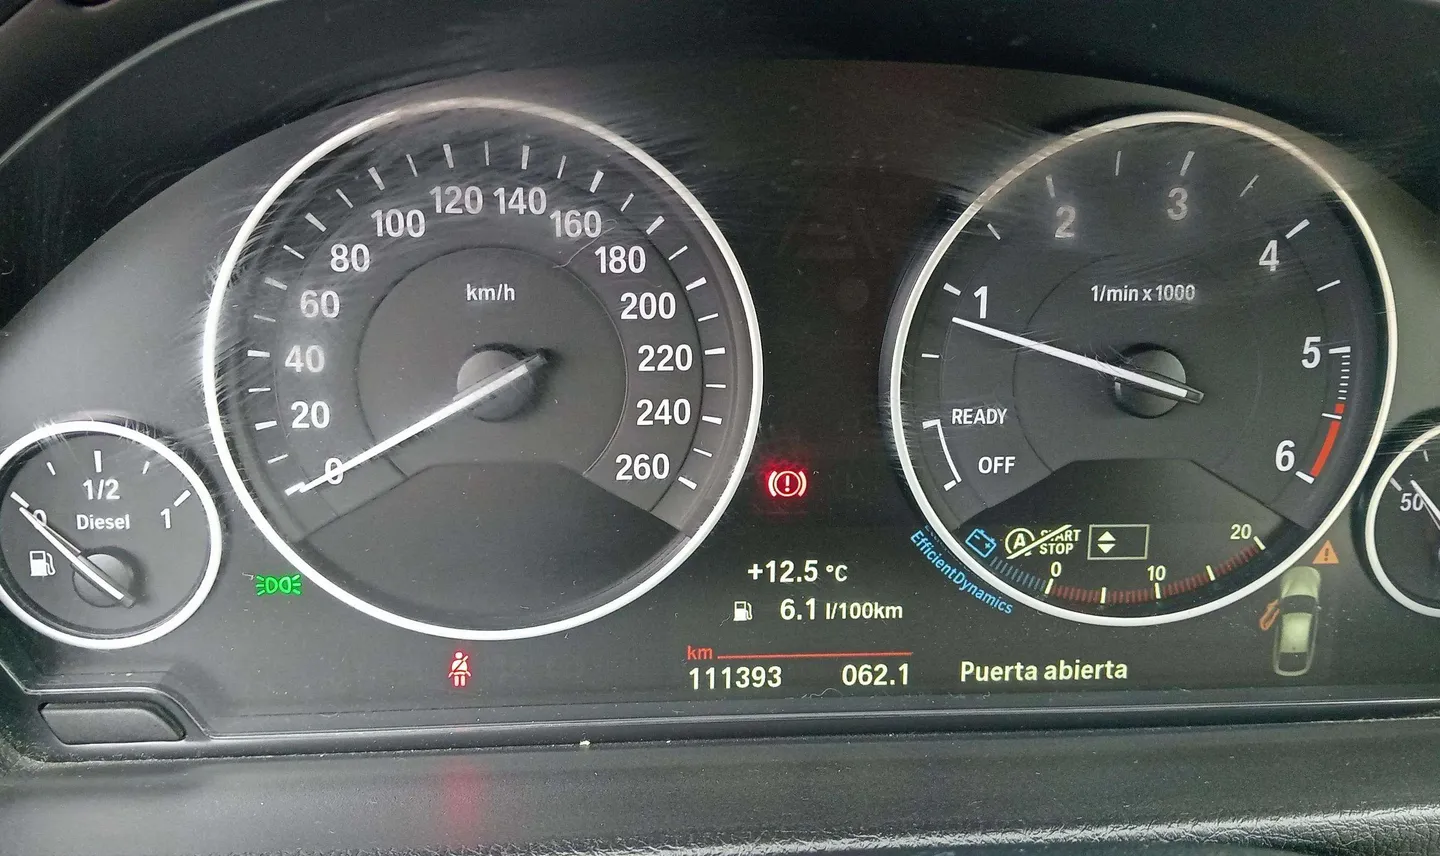 km/h
0
20
40
60
80
100
120
140
160
180
200
220
240
260
1/min x 1000
1
2
3
4
5
6
READY
OFF
0
1/2
1
Diesel
50
A START
STOP
0
10
20
EfficientDynamics
+12.5 °C
6.1 l/100km
km
111393 062.1
Puerta abierta